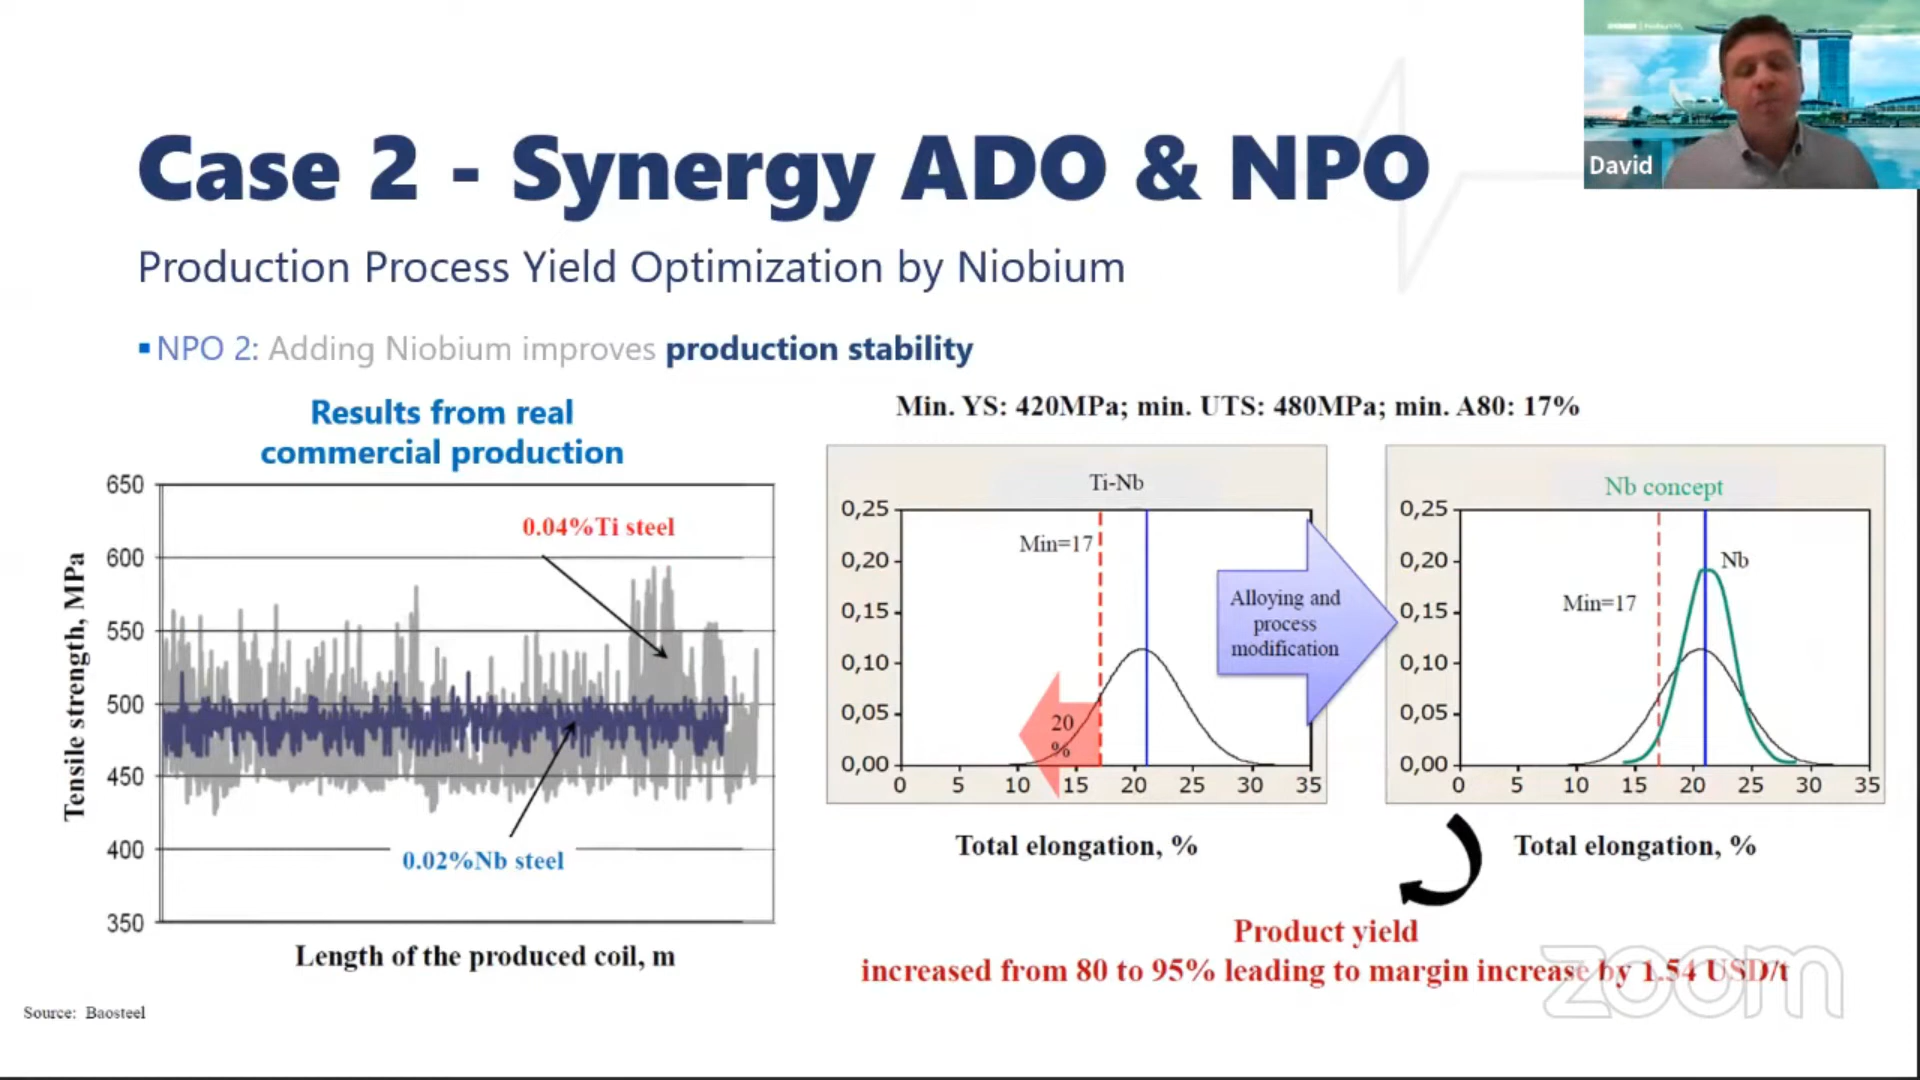 Case 2 - Synergy ADO & NPO
David
Production Process Yield Optimization by Niobium
▪ NPO 2: Adding Niobium improves production stability
Results from real
commercial production
Min. YS: 420MPa; min. UTS: 480MPa; min. A80: 17%
Tensile strength, MPa
650
600
550
500
450
400
350
0.04%Ti steel
0.02%Nb steel
Length of the produced coil, m
Ti-Nb
0,25
0,20
0,15
0,10
0,05
0,00
Min=17
20
%
0 5 10 15 20 25 30 35
Total elongation, %
Alloying and
process
modification
Nb concept
0,25
0,20
0,15
0,10
0,05
0,00
Min=17
Nb
0 5 10 15 20 25 30 35
Total elongation, %
Product yield
increased from 80 to 95% leading to margin increase by 1.54 USD/t
zoom
Source: Baosteel